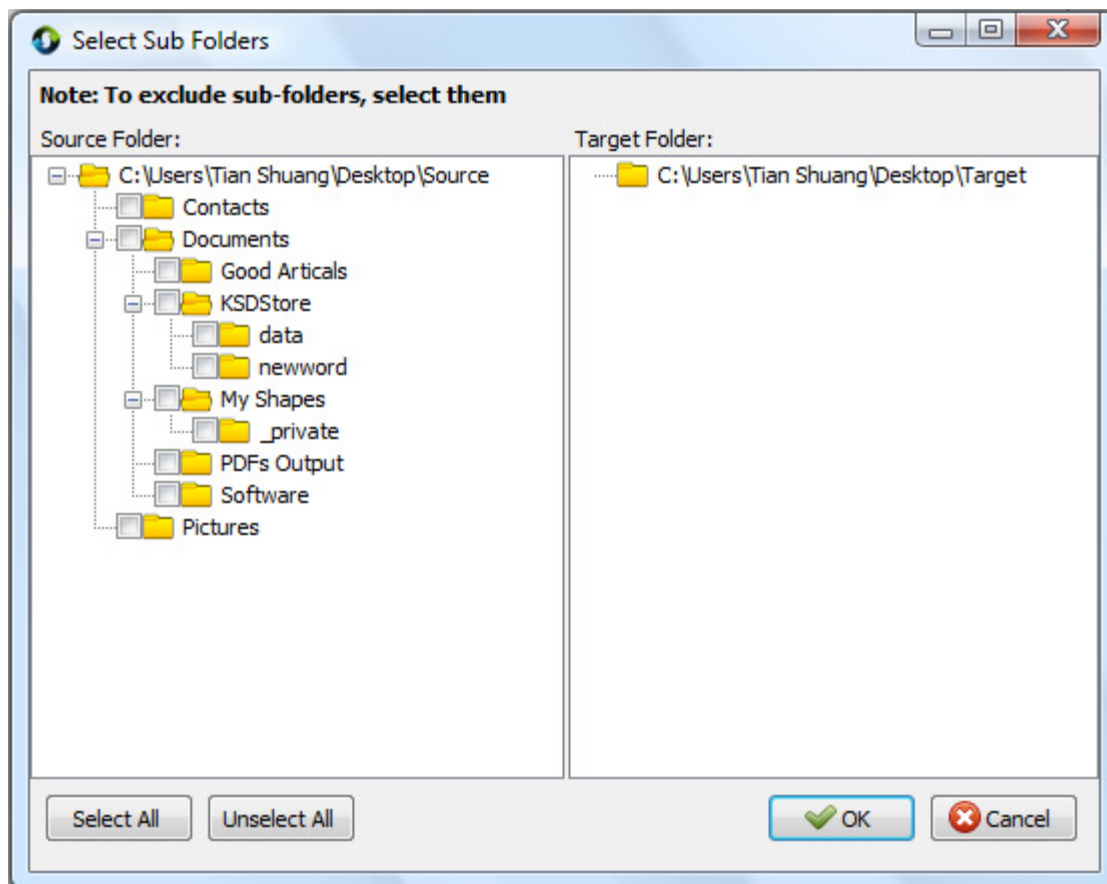 Select Sub Folders
Note: To exclude sub-folders, select them
Source Folder:
Target Folder:
C:\Users\Tian Shuang\Desktop\Source
Contacts
Documents
Good Articals
KSDStore
data
newword
My Shapes
_private
PDFs Output
Software
Pictures
C:\Users\Tian Shuang\Desktop\Target
Select All
Unselect All
OK
Cancel